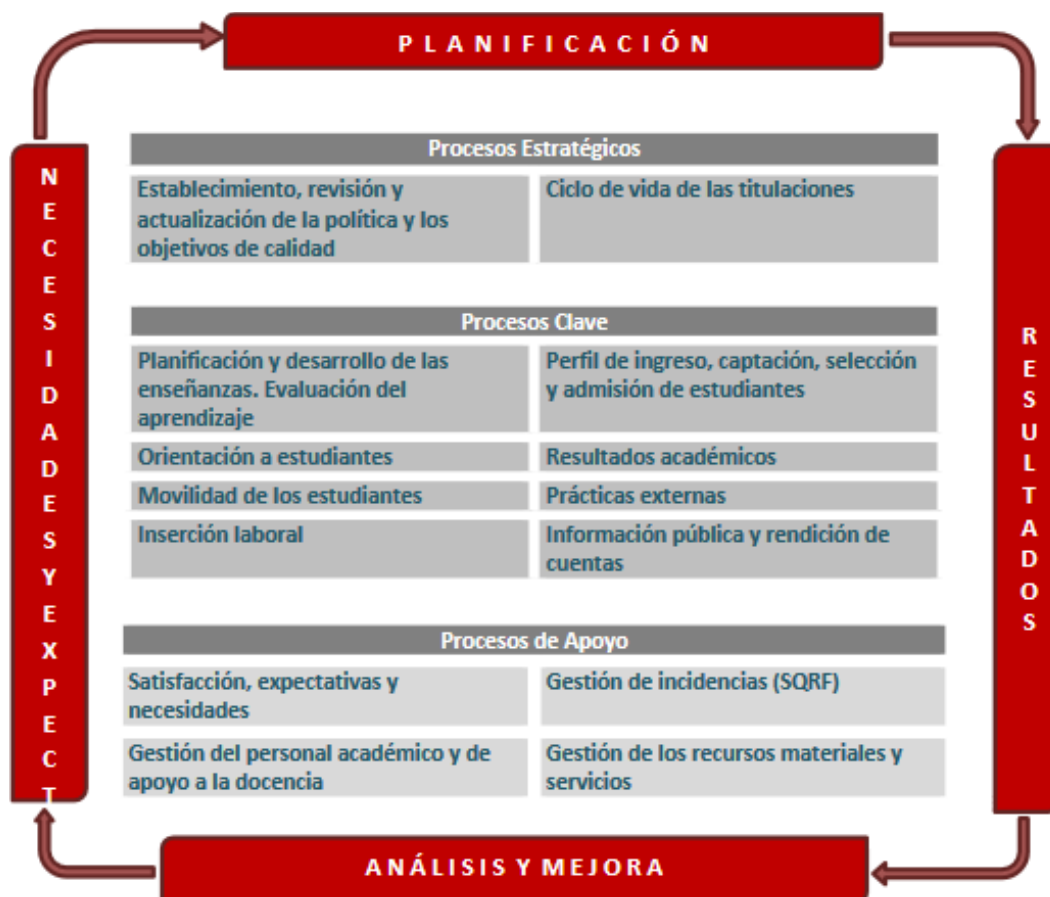 PLANIFICACIÓN
NECESIDADES Y EXPECT
Procesos Estratégicos
Establecimiento, revisión y
actualización de la política y los
objetivos de calidad
Ciclo de vida de las titulaciones
Procesos Clave
Planificación y desarrollo de las
enseñanzas. Evaluación del
aprendizaje
Perfil de ingreso, captación, selección
y admisión de estudiantes
Orientación a estudiantes
Resultados académicos
Movilidad de los estudiantes
Prácticas externas
Inserción laboral
Información pública y rendición de
cuentas
Procesos de Apoyo
Satisfacción, expectativas y
necesidades
Gestión de incidencias (SQRF)
Gestión del personal académico y de
apoyo a la docencia
Gestión de los recursos materiales y
servicios
RESULTADOS
ANÁLISIS Y MEJORA